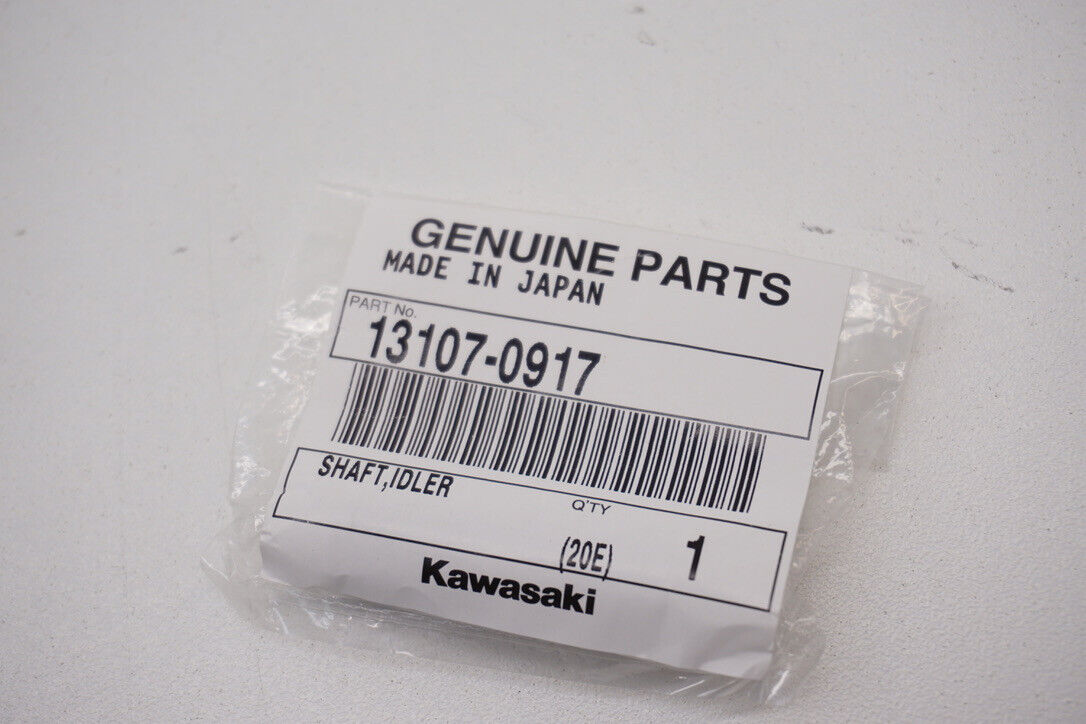 GENUINE PARTS
MADE IN JAPAN
PART No.
13107-0917
SHAFT,IDLER
Q'TY
(20E) 1
Kawasaki